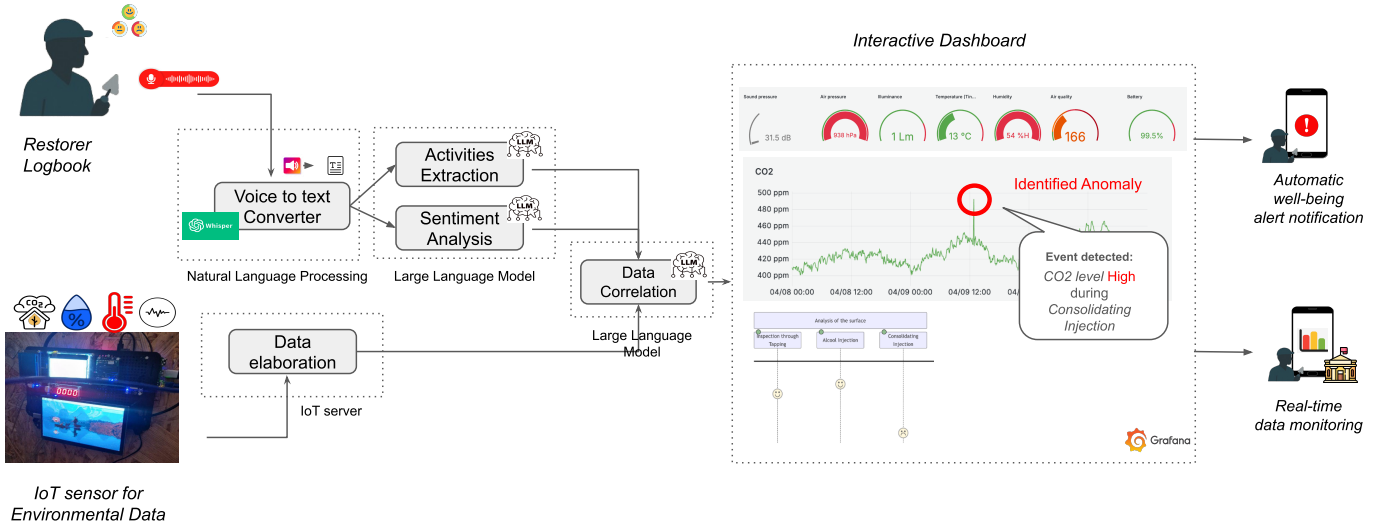 Interactive Dashboard
Restorer
Logbook
Voice to text
Converter
Whisper
Natural Language Processing
Activities
Extraction
LLM
Sentiment
Analysis
LLM
Large Language Model
Data
Correlation
LLM
Large Language
Model
CO2
%
0000
Data
elaboration
IoT server
IoT sensor for
Environmental Data
Sound pressure
31.5 dB
Air pressure
938 hPa
Illuminance
1 Lm
Temperature (Tin...
13 °C
Humidity
54 %H
Air quality
166
Battery
99.5%
CO2
500 ppm
480 ppm
460 ppm
440 ppm
420 ppm
400 ppm
04/08 00:00
04/08 12:00
04/09 00:00
04/09 12:00
04/
Identified Anomaly
Event detected:
CO2 level High
during
Consolidating
Injection
Analysis of the surface
Inspection through
Tapping
Alcool injection
Consolidating
Injection
Grafana
!
Automatic
well-being
alert notification
Real-time
data monitoring